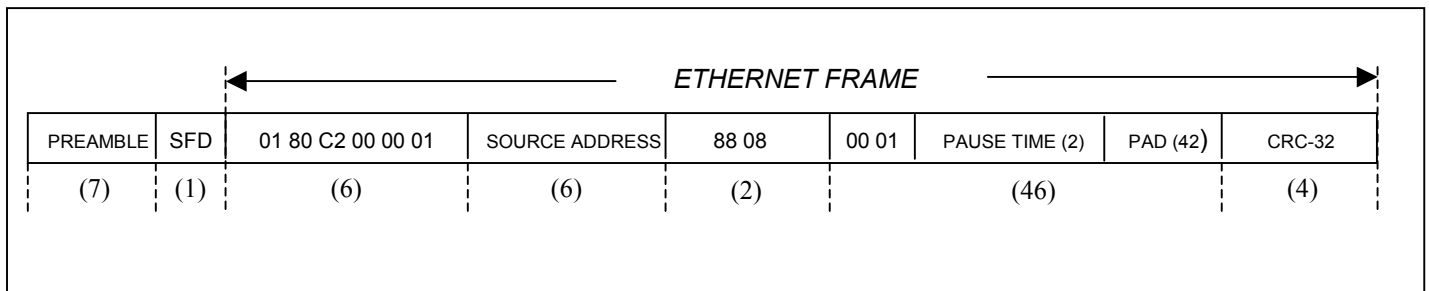 ETHERNET FRAME
PREAMBLE SFD 01 80 C2 00 00 01 SOURCE ADDRESS 88 08 00 01 PAUSE TIME (2) PAD (42) CRC-32
(7) (1) (6) (6) (2) (46) (4)